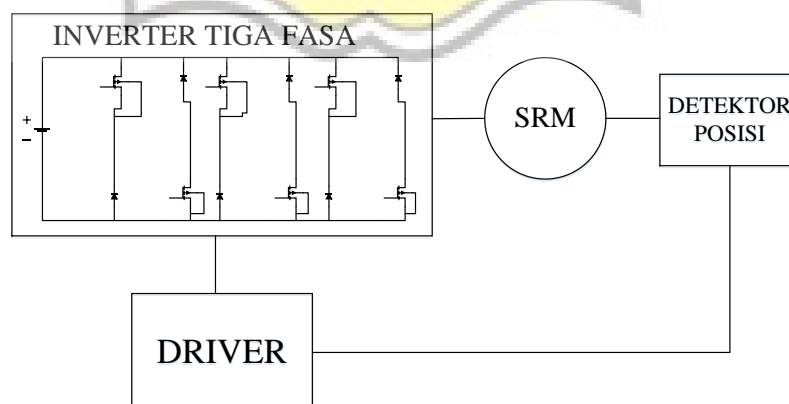 INVERTER TIGA FASA
+
-
SRM
DETEKTOR
POSISI
DRIVER